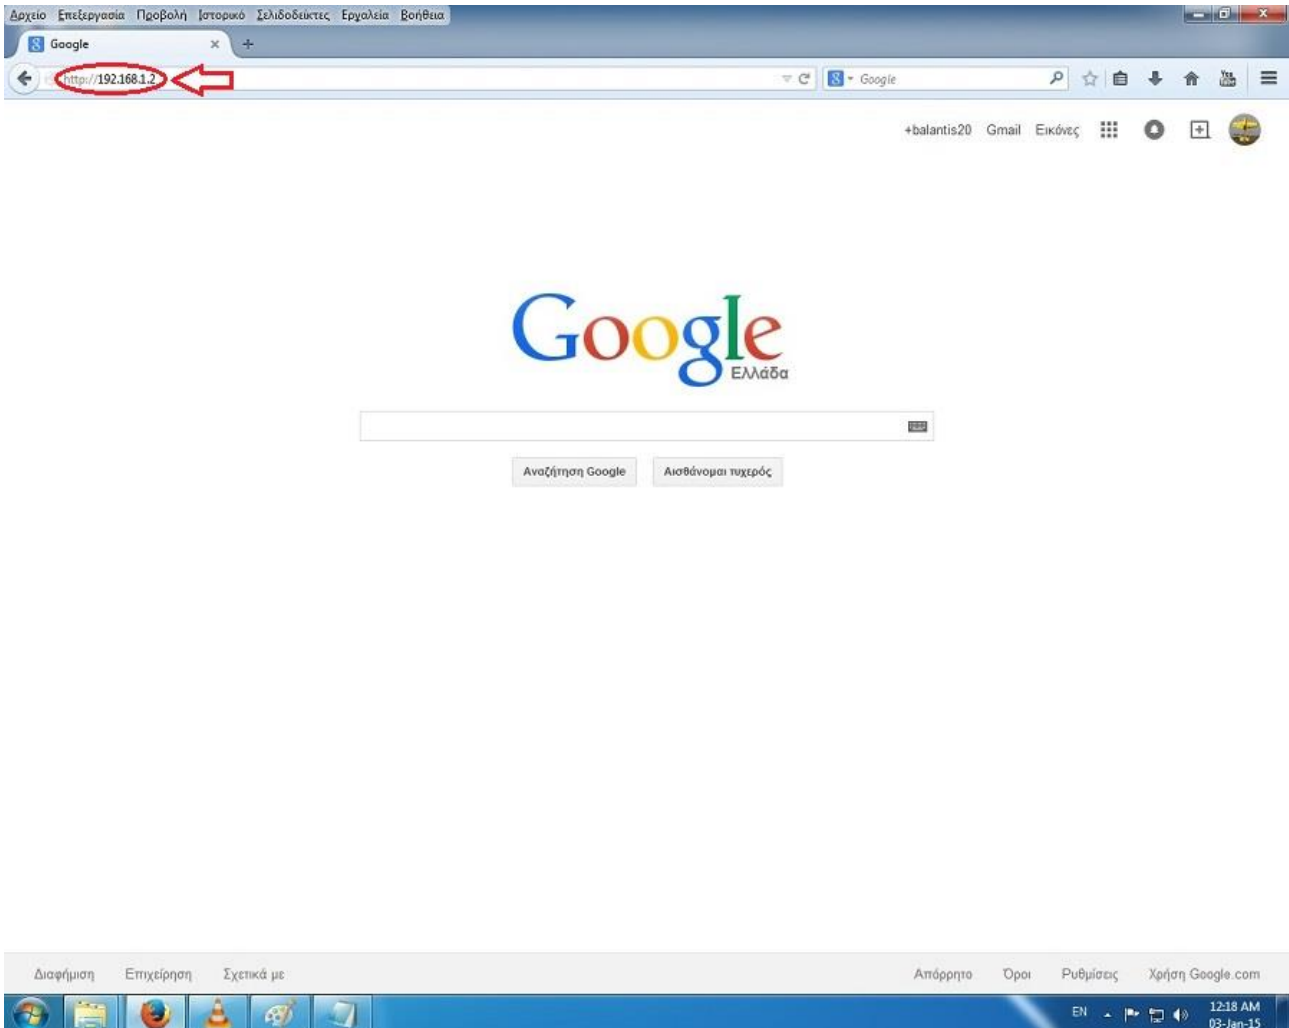 Αρχείο Επεξεργασία Προβολή Ιστορικό Σελιδοδείκτες Εργαλεία Βοήθεια
Google
http://192.168.1.2
Google
+balantis20 Gmail Εικόνες
Google
Ελλάδα
Αναζήτηση Google Αισθάνομαι τυχερός
Διαφήμιση Επιχείρηση Σχετικά με Απόρρητο Όροι Ρυθμίσεις Χρήση Google.com
EN 12:18 AM
03-Jan-15